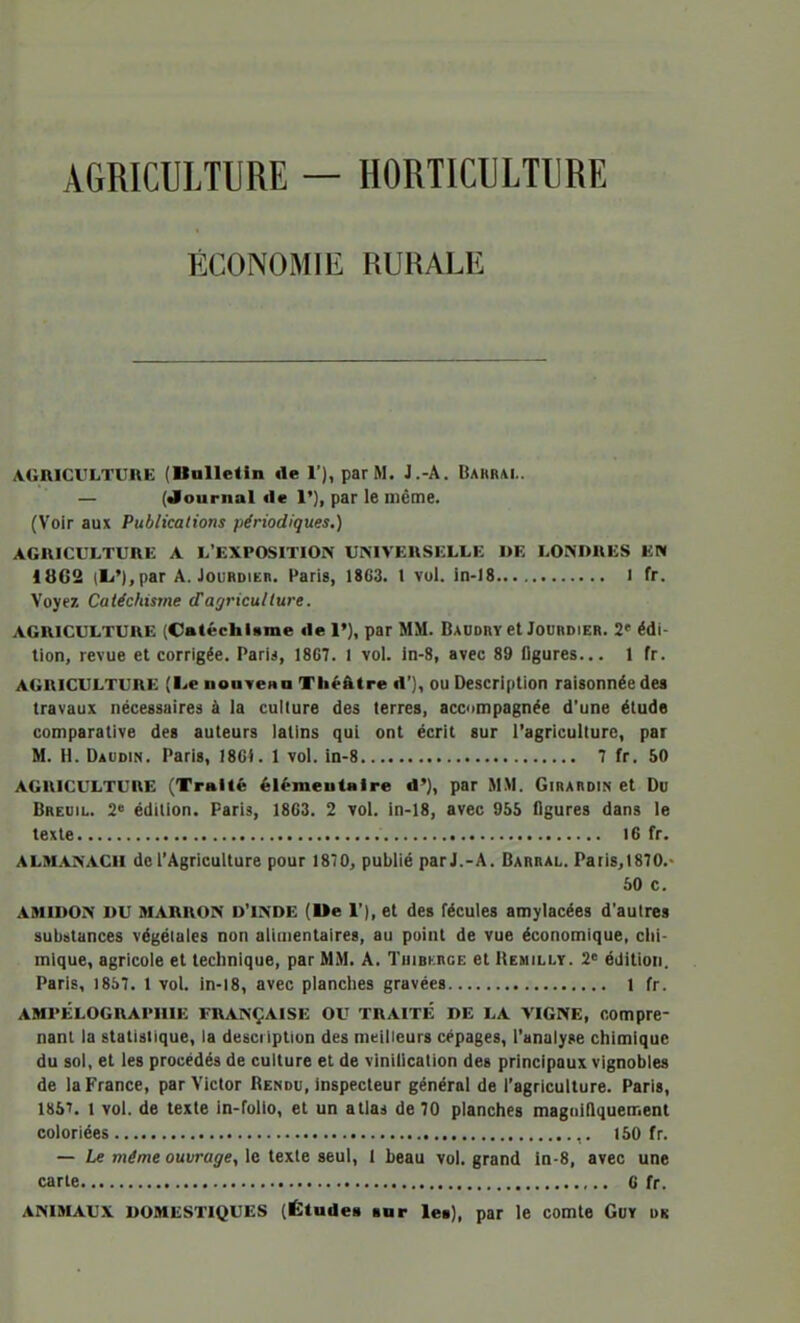 AGRICULTURE — HORTICULTURE
ÉCONOMIE RURALE
AGRICULTURE (Bulletin de l'), par M. J.-A. BARRAL.
— (Journal de l'), par le même.
(Voir aux Publications périodiques.)
AGRICULTURE A L'EXPOSITION UNIVERSELLE DE LONDRES EN
1862 (L'), par A. JOURDIER. Paris, 1863. 1 vol. in-18............ 1 fr.
Voyez Catéchisme d'agriculture.
AGRICULTURE (Catéchisme de l'), par MM. BAUDRY et JOURDIER. 2e édi-
tion, revue et corrigée. Paris, 1867. 1 vol. in-8, avec 89 figures... 1 fr.
AGRICULTURE (Le nouveau Théâtre d'), ou Description raisonnée des
travaux nécessaires à la culture des terres, accompagnée d'une étude
comparative des auteurs latins qui ont écrit sur l'agriculture, par
M. H. DAUDIN. Paris, 1864. 1 vol. in-8............ 7 fr. 50
AGRICULTURE (Traité élémentaire d'), par MM. GIRARDIN et DU
BREUIL. 2e édition. Paris, 1863. 2 vol. in-18, avec 955 figures dans le
texte............ 16 fr.
ALMANACH de l'Agriculture pour 1870, publié par J.-A. BARRAL. Paris, 1870.
50 c.
AMIDON DU MARRON D'INDE (De l'), et des fécules amylacées d'autres
substances végétales non alimentaires, au point de vue économique, chi-
mique, agricole et technique, par MM. A. THIBIERGE et REMILLY. 2e édition.
Paris, 1857. 1 vol. in-18, avec planches gravées............ 1 fr.
AMPÉLOGRAPHIE FRANÇAISE OU TRAITÉ DE LA VIGNE, compre-
nant la statistique, la description des meilleurs cépages, l'analyse chimique
du sol, et les procédés de culture et de vinification des principaux vignobles
de la France, par Victor RENDU, inspecteur général de l'agriculture. Paris,
1857. 1 vol. de texte in-folio, et un atlas de 70 planches magnifiquement
coloriées............ 150 fr.
— Le même ouvrage, le texte seul, 1 beau vol. grand in-8, avec une
carte............ 6 fr.
ANIMAUX DOMESTIQUES (Études sur les), par le comte GUY DE